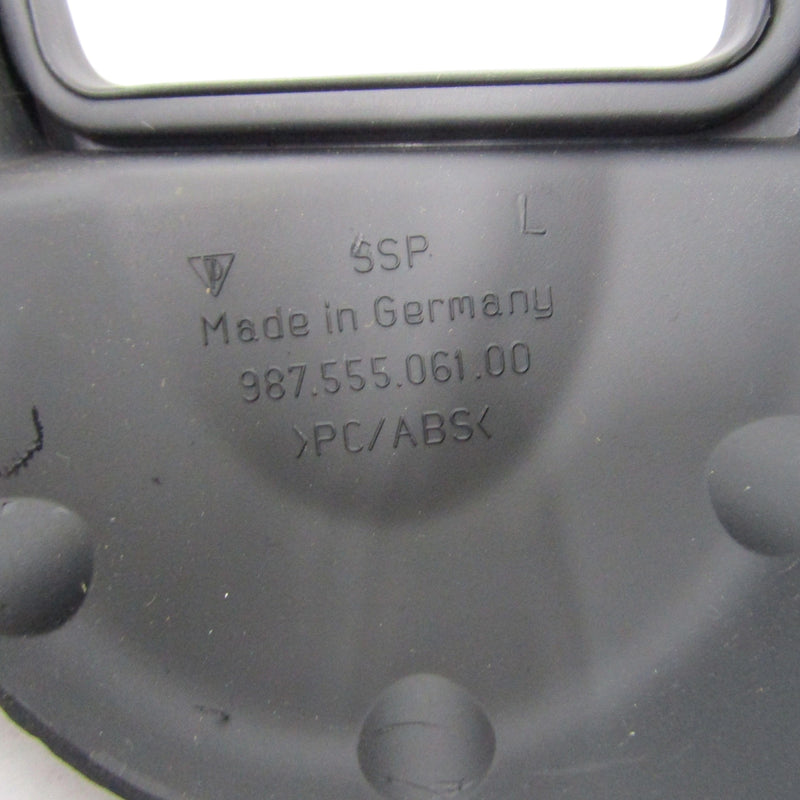 L
SSP
Made in Germany
987.555.061.00
>PC/ABS<